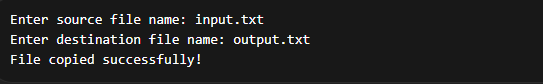 Enter source file name: input.txt
Enter destination file name: output.txt
File copied successfully!